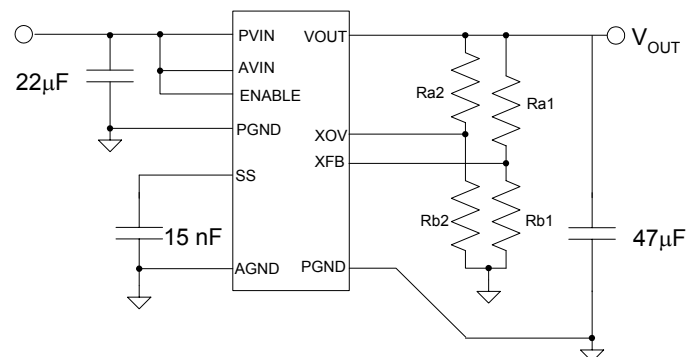 PVIN
VOUT
V_OUT
22μF
AVIN
Ra2
Ra1
ENABLE
PGND
XOV
XFB
SS
Rb2
Rb1
15 nF
47μF
AGND
PGND